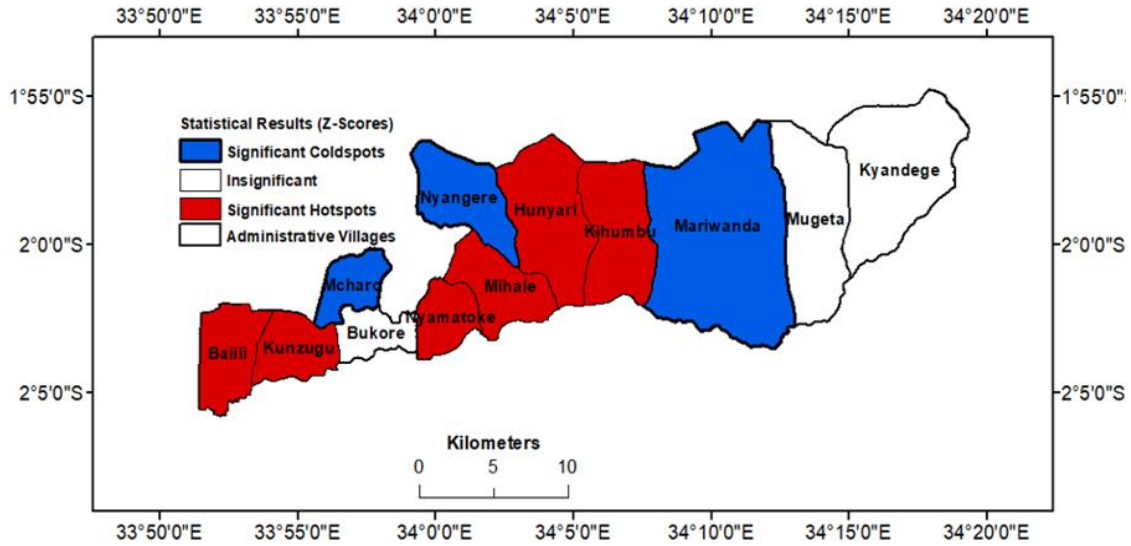 33°50'0"E 33°55'0"E 34°0'0"E 34°5'0"E 34°10'0"E 34°15'0"E 34°20'0"E
1°55'0"S 1°55'0"S
Statistical Results (Z-Scores)
Significant Coldspots
Insignificant
Significant Hotspots
Administrative Villages
Kyandege
Nyangere
Hunyari
Mugeta
Mariwanda
Kihumbu
2°0'0"S 2°0'0"S
Mcharo
Mihale
Nyamatoke
Bukore
Kunzugu
Balili
2°5'0"S 2°5'0"S
Kilometers
0 5 10
33°50'0"E 33°55'0"E 34°0'0"E 34°5'0"E 34°10'0"E 34°15'0"E 34°20'0"E